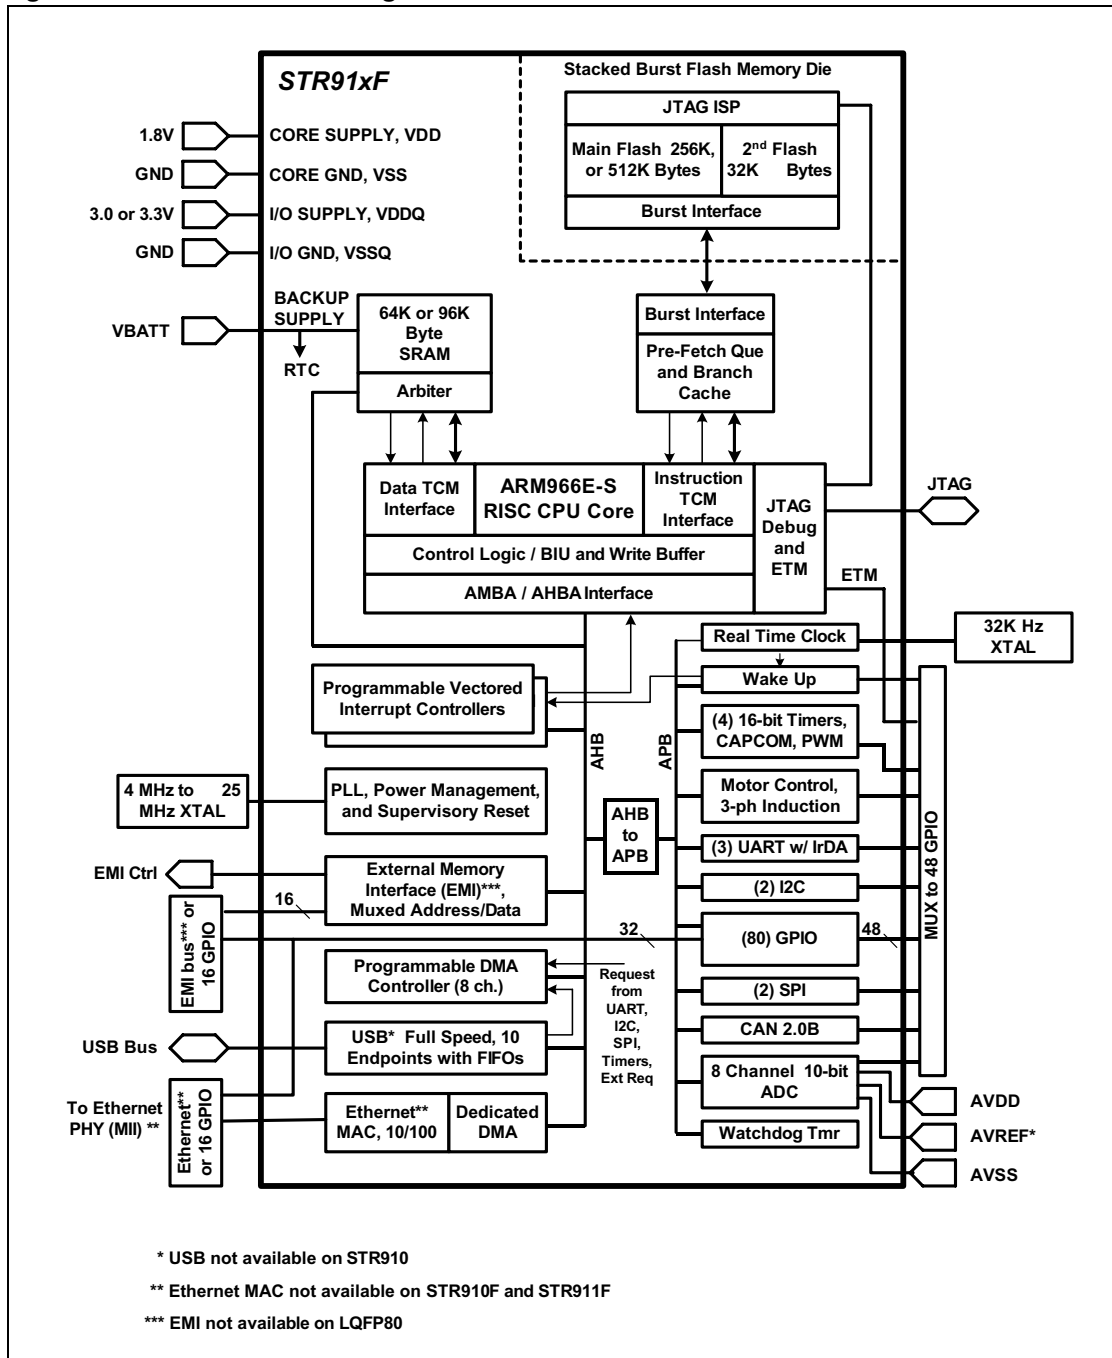 STR91xF
Stacked Burst Flash Memory Die
JTAG ISP
Main Flash 256K,
or 512K Bytes
2nd Flash
32K Bytes
Burst Interface
1.8V
CORE SUPPLY, VDD
GND
CORE GND, VSS
3.0 or 3.3V
I/O SUPPLY, VDDQ
GND
I/O GND, VSSQ
VBATT
BACKUP
SUPPLY
RTC
64K or 96K
Byte
SRAM
Arbiter
Burst Interface
Pre-Fetch Que
and Branch
Cache
Data TCM
Interface
ARM966E-S
RISC CPU Core
Instruction
TCM
Interface
JTAG
Debug
and
ETM
Control Logic / BIU and Write Buffer
AMBA / AHBA Interface
JTAG
ETM
Real Time Clock
32K Hz
XTAL
Wake Up
Programmable Vectored
Interrupt Controllers
(4) 16-bit Timers,
CAPCOM, PWM
AHB
APB
4 MHz to 25
MHz XTAL
PLL, Power Management,
and Supervisory Reset
Motor Control,
3-ph Induction
AHB
to
APB
(3) UART w/ IrDA
MUX to 48 GPIO
EMI Ctrl
External Memory
Interface (EMI)***,
Muxed Address/Data
(2) I2C
16
EMI bus*** or
16 GPIO
32
(80) GPIO
48
Programmable DMA
Controller (8 ch.)
Request
from
UART,
I2C,
SPI,
Timers,
Ext Req
(2) SPI
USB Bus
USB* Full Speed, 10
Endpoints with FIFOs
CAN 2.0B
8 Channel 10-bit
ADC
To Ethernet
PHY (MII) **
Ethernet**
or 16 GPIO
Ethernet**
MAC, 10/100
Dedicated
DMA
Watchdog Tmr
AVDD
AVREF*
AVSS
* USB not available on STR910
** Ethernet MAC not available on STR910F and STR911F
*** EMI not available on LQFP80